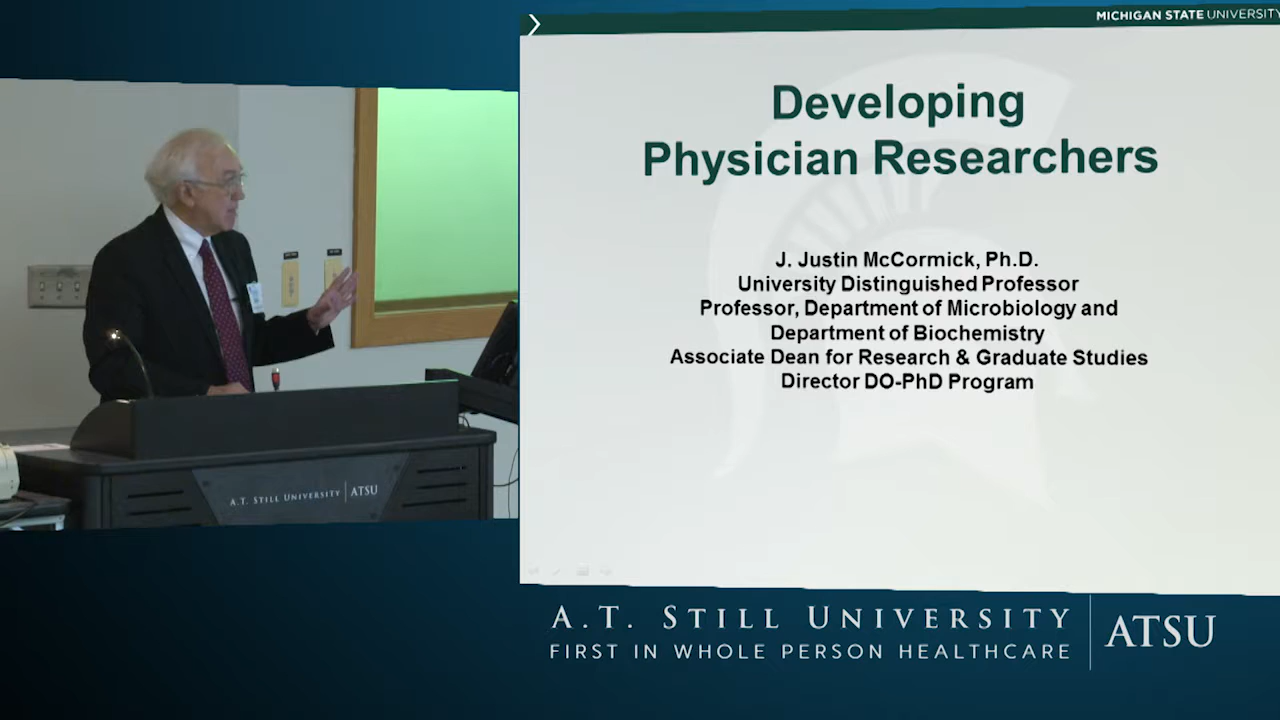 MICHIGAN STATE UNIVERSITY
Developing
Physician Researchers
J. Justin McCormick, Ph.D.
University Distinguished Professor
Professor, Department of Microbiology and
Department of Biochemistry
Associate Dean for Research & Graduate Studies
Director DO-PhD Program
A.T. STILL UNIVERSITY ATSU
A.T. STILL UNIVERSITY
FIRST IN WHOLE PERSON HEALTHCARE
ATSU